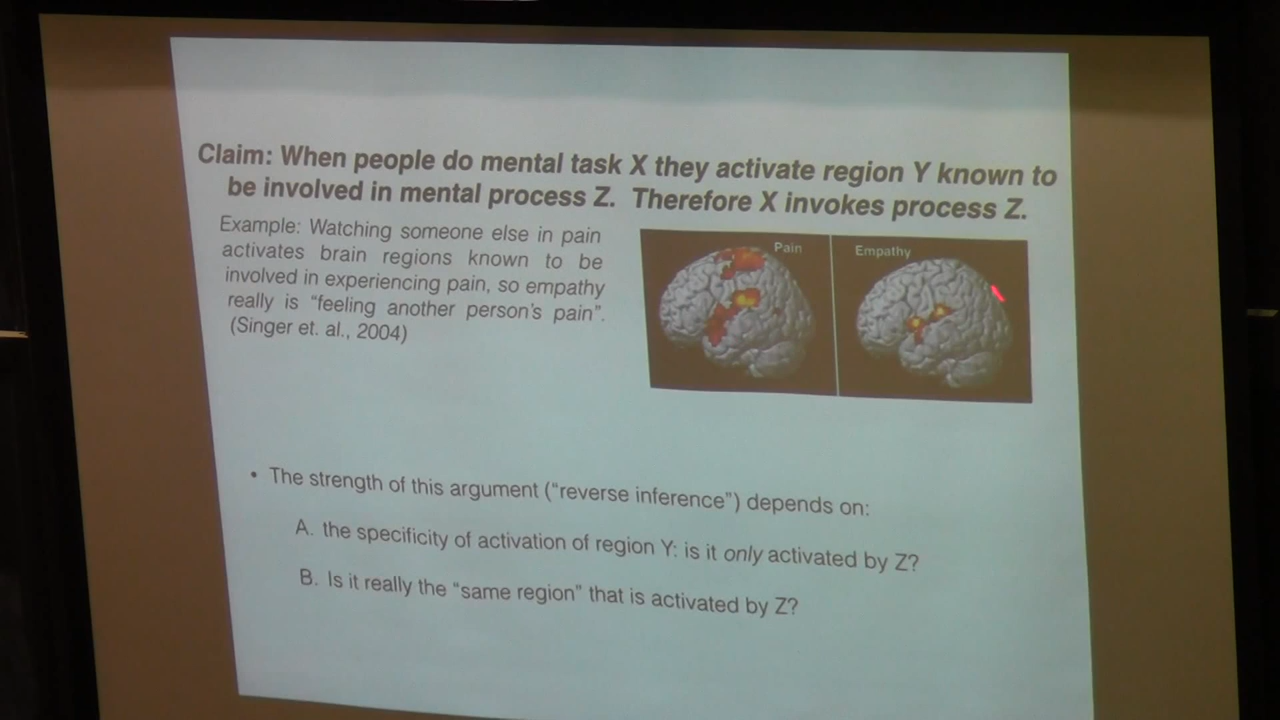 Claim: When people do mental task X they activate region Y known to
be involved in mental process Z. Therefore X invokes process Z.
Example: Watching someone else in pain
activates brain regions known to be
involved in experiencing pain, so empathy
really is “feeling another person's pain”.
(Singer et. al., 2004)
Pain
Empathy
• The strength of this argument (“reverse inference”) depends on:
A. the specificity of activation of region Y: is it only activated by Z?
B. Is it really the “same region” that is activated by Z?